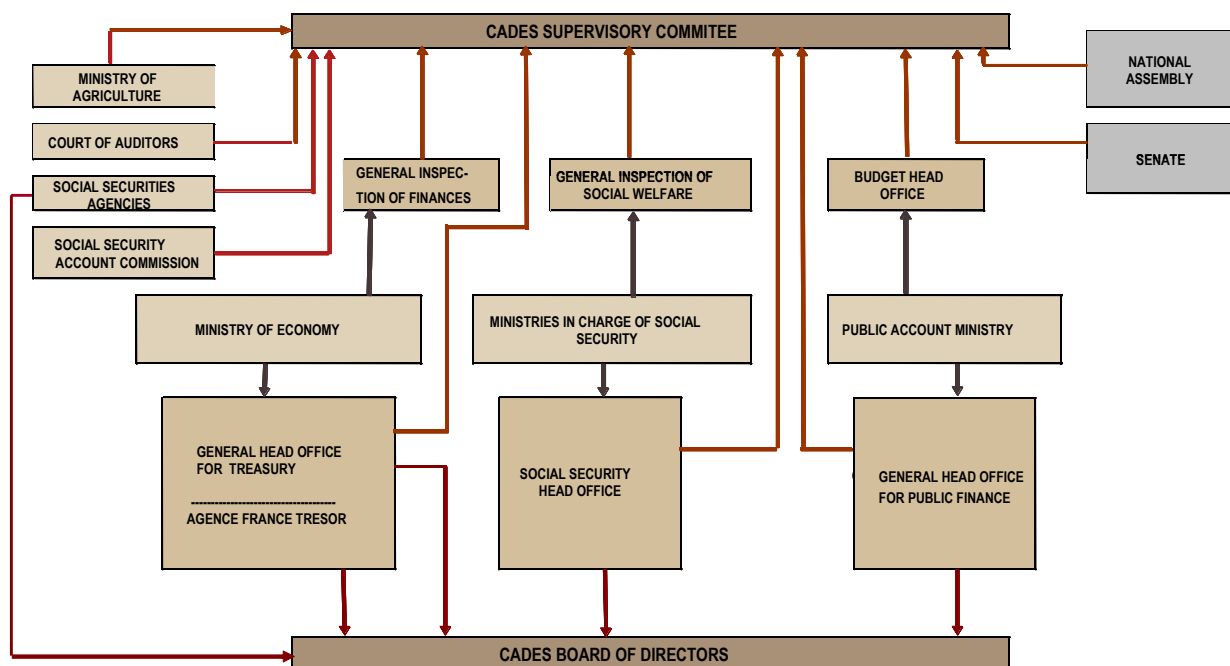 CADES SUPERVISORY COMMITEE
MINISTRY OF
AGRICULTURE
NATIONAL
ASSEMBLY
COURT OF AUDITORS
SENATE
SOCIAL SECURITIES
AGENCIES
GENERAL INSPEC-
TION OF FINANCES
GENERAL INSPECTION OF
SOCIAL WELFARE
BUDGET HEAD
OFFICE
SOCIAL SECURITY
ACCOUNT COMMISSION
MINISTRY OF ECONOMY
MINISTRIES IN CHARGE OF SOCIAL
SECURITY
PUBLIC ACCOUNT MINISTRY
GENERAL HEAD OFFICE
FOR TREASURY
------------------------------------
AGENCE FRANCE TRESOR
SOCIAL SECURITY
HEAD OFFICE
GENERAL HEAD OFFICE
FOR PUBLIC FINANCE
CADES BOARD OF DIRECTORS